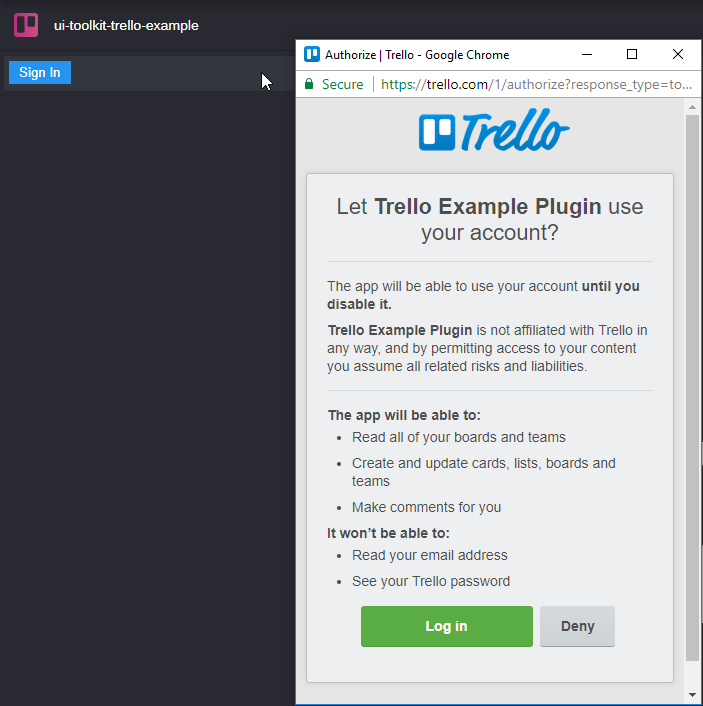 ui-toolkit-trello-example
Sign In
Authorize | Trello - Google Chrome
Secure
https://trello.com/1/authorize?response_type=to...
Trello
Let Trello Example Plugin use
your account?
The app will be able to use your account until you
disable it.
Trello Example Plugin is not affiliated with Trello in
any way, and by permitting access to your content
you assume all related risks and liabilities.
The app will be able to:
• Read all of your boards and teams
• Create and update cards, lists, boards and
teams
• Make comments for you
It won't be able to:
• Read your email address
• See your Trello password
Log in
Deny